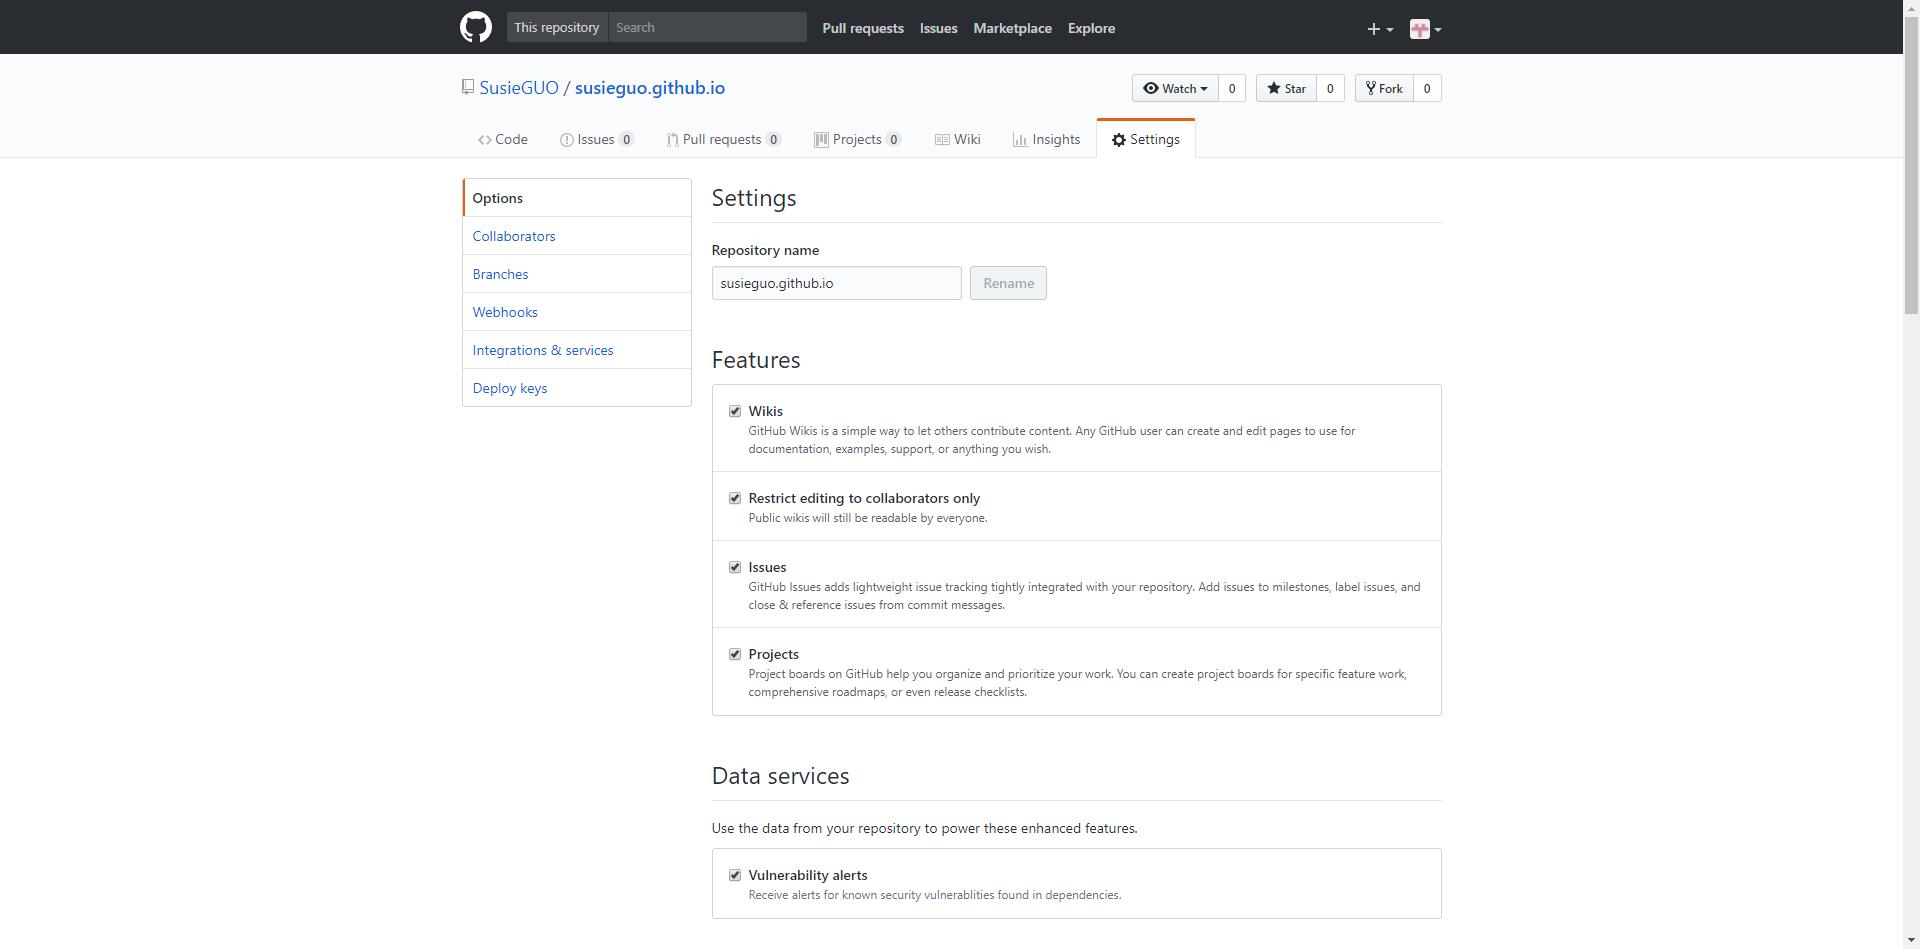 This repository Search Pull requests Issues Marketplace Explore
SusieGUO / susieguo.github.io Watch 0 Star 0 Fork 0
Code Issues 0 Pull requests 0 Projects 0 Wiki Insights Settings
Options
Collaborators
Branches
Webhooks
Integrations & services
Deploy keys
Settings
Repository name
susieguo.github.io Rename
Features
Wikis
GitHub Wikis is a simple way to let others contribute content. Any GitHub user can create and edit pages to use for
documentation, examples, support, or anything you wish.
Restrict editing to collaborators only
Public wikis will still be readable by everyone.
Issues
GitHub Issues adds lightweight issue tracking tightly integrated with your repository. Add issues to milestones, label issues, and
close & reference issues from commit messages.
Projects
Project boards on GitHub help you organize and prioritize your work. You can create project boards for specific feature work,
comprehensive roadmaps, or even release checklists.
Data services
Use the data from your repository to power these enhanced features.
Vulnerability alerts
Receive alerts for known security vulnerablities found in dependencies.